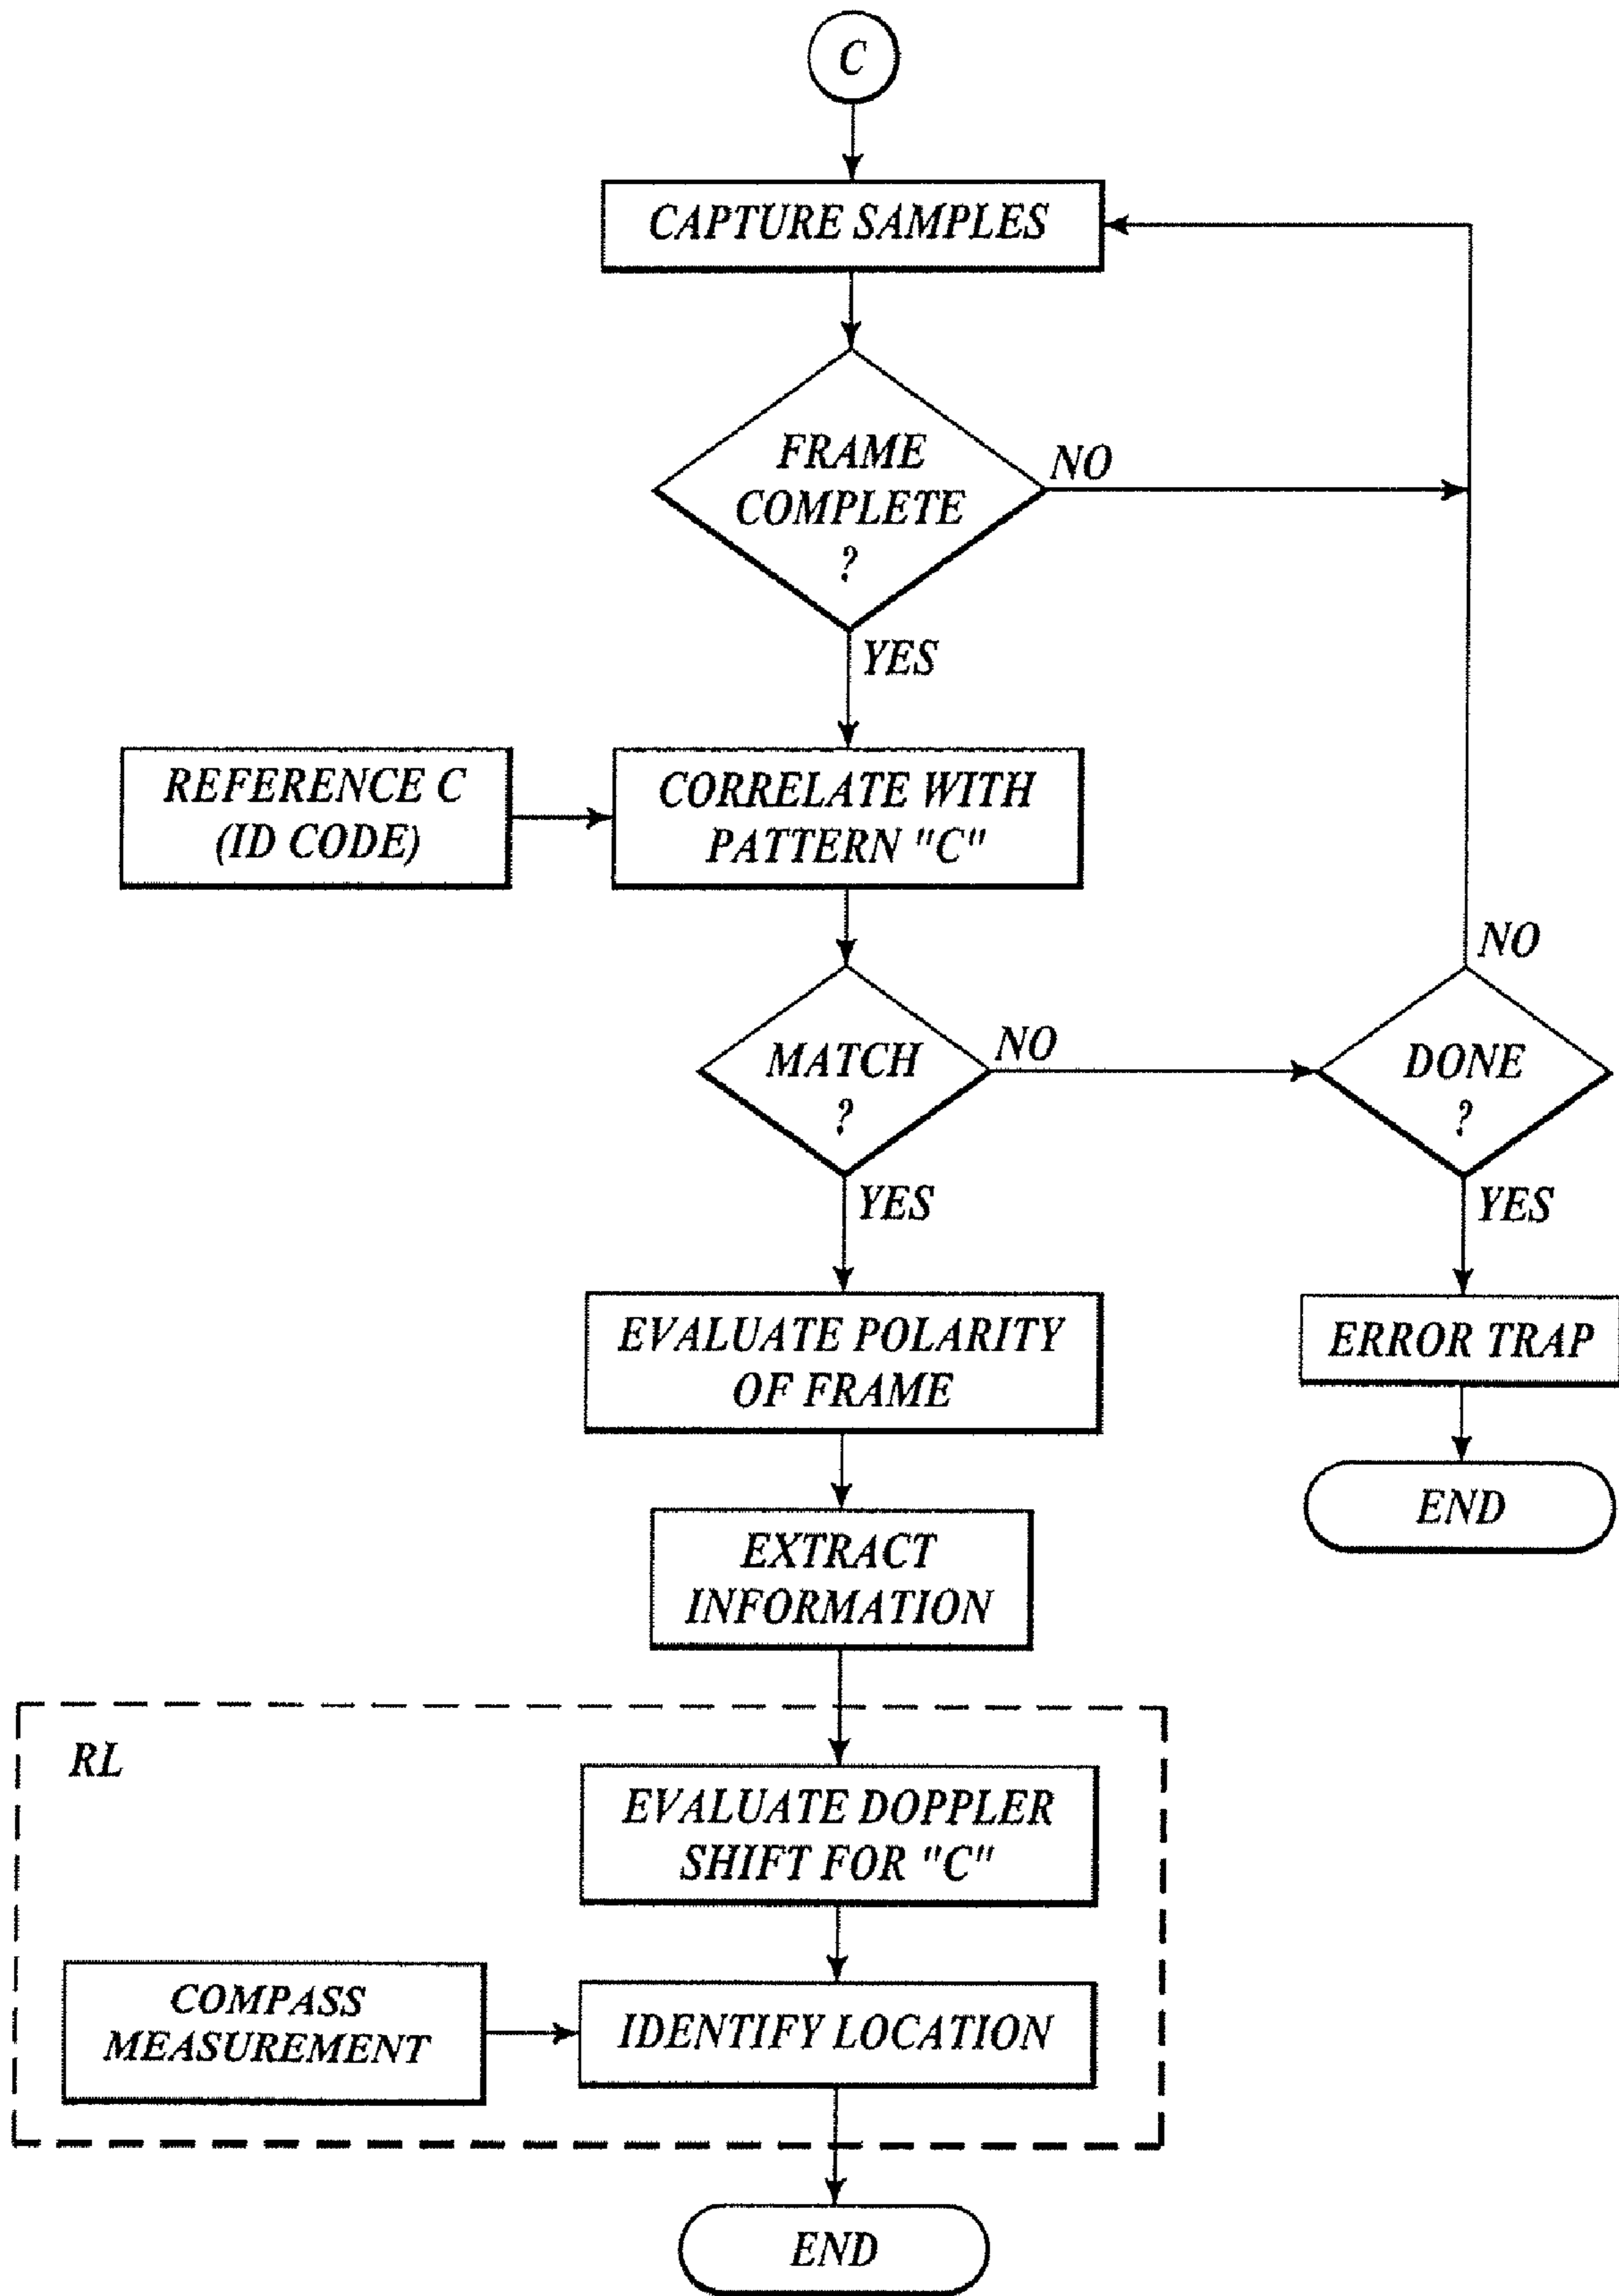 C
CAPTURE SAMPLES
FRAME
COMPLETE
?
NO
YES
REFERENCE C
(ID CODE)
CORRELATE WITH
PATTERN "C"
NO
MATCH
?
NO
DONE
?
YES
YES
EVALUATE POLARITY
OF FRAME
ERROR TRAP
END
EXTRACT
INFORMATION
RL
EVALUATE DOPPLER
SHIFT FOR "C"
COMPASS
MEASUREMENT
IDENTIFY LOCATION
END